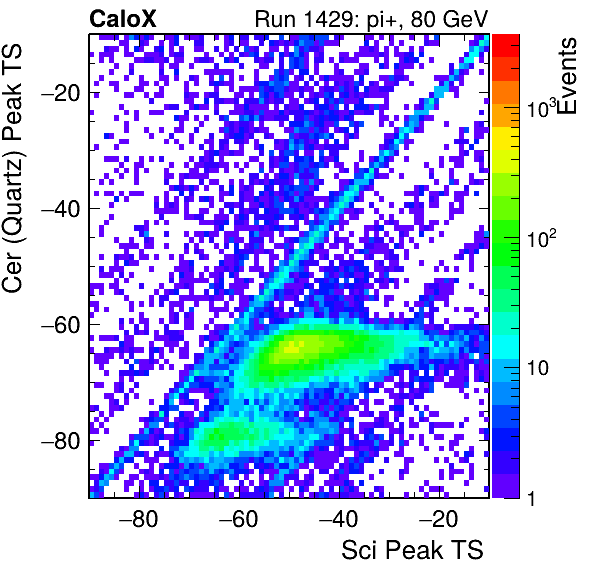 CaloX Run 1429: pi+, 80 GeV
Cer (Quartz) Peak TS
−20
−40
−60
−80
−80 −60 −40 −20
Sci Peak TS
Events
10³
10²
10
1